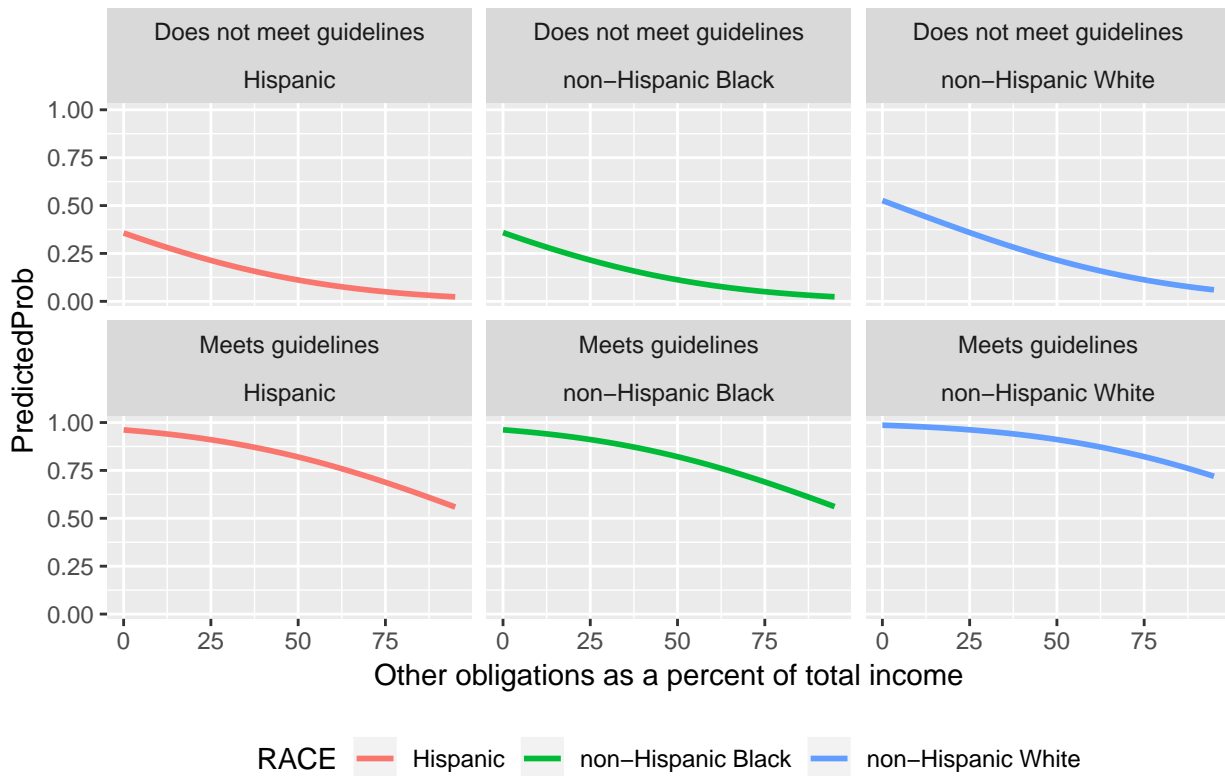 Does not meet guidelines Does not meet guidelines Does not meet guidelines
Hispanic non−Hispanic Black non−Hispanic White
1.00
0.75
0.50
0.25
0.00
Meets guidelines Meets guidelines Meets guidelines
Hispanic non−Hispanic Black non−Hispanic White
1.00
0.75
0.50
0.25
0.00
PredictedProb
0 25 50 75 0 25 50 75 0 25 50 75
Other obligations as a percent of total income
RACE Hispanic non−Hispanic Black non−Hispanic White